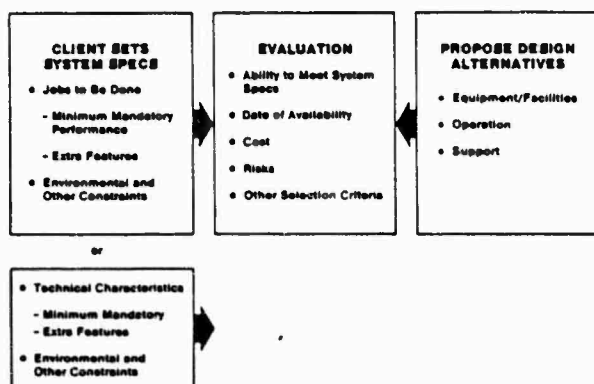 CLIENT SETS
SYSTEM SPECS
• Jobs to Be Done
- Minimum Mandatory
Performance
- Extra Features
• Environmental and
Other Constraints
EVALUATION
• Ability to Meet System
Specs
• Date of Availability
• Cost
• Risks
• Other Selection Criteria
PROPOSE DESIGN
ALTERNATIVES
• Equipment/Facilities
• Operation
• Support
or
• Technical Characteristics
- Minimum Mandatory
- Extra Features
• Environmental and
Other Constraints